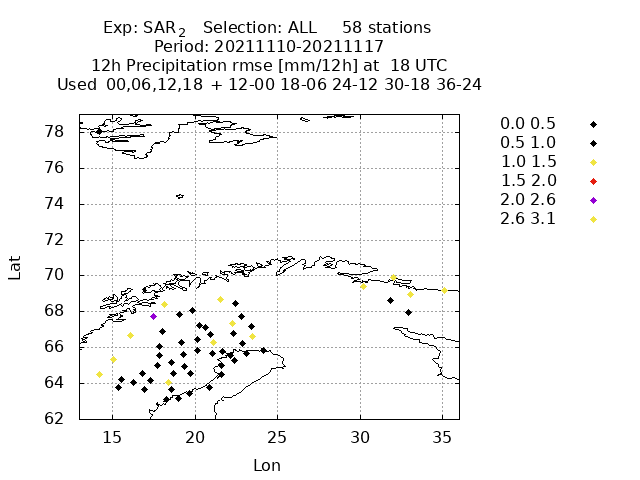 Exp: SAR2 Selection: ALL 58 stations
Period: 20211110-20211117
12h Precipitation rmse [mm/12h] at 18 UTC
Used 00,06,12,18 + 12-00 18-06 24-12 30-18 36-24
0.0 0.5
0.5 1.0
1.0 1.5
1.5 2.0
2.0 2.6
2.6 3.1
Lat
78
76
74
72
70
68
66
64
62
15 20 25 30 35
Lon